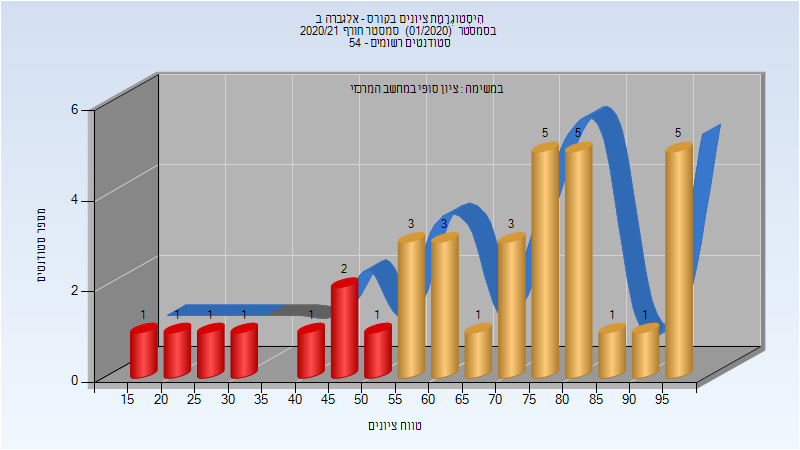 היסטוגרמת ציונים בקורס - אלגברה ב
בסמסטר (01/2020) סמסטר חורף 2020/21
סטודנטים רשומים - 54
במשימה : ציון סופי במחשב המרכזי
מספר סטודנטים
6
4
2
0
1 1 1 1 1 2 1 3 3 1 3 5 5 1 1 5
15 20 25 30 35 40 45 50 55 60 65 70 75 80 85 90 95
טווח ציונים